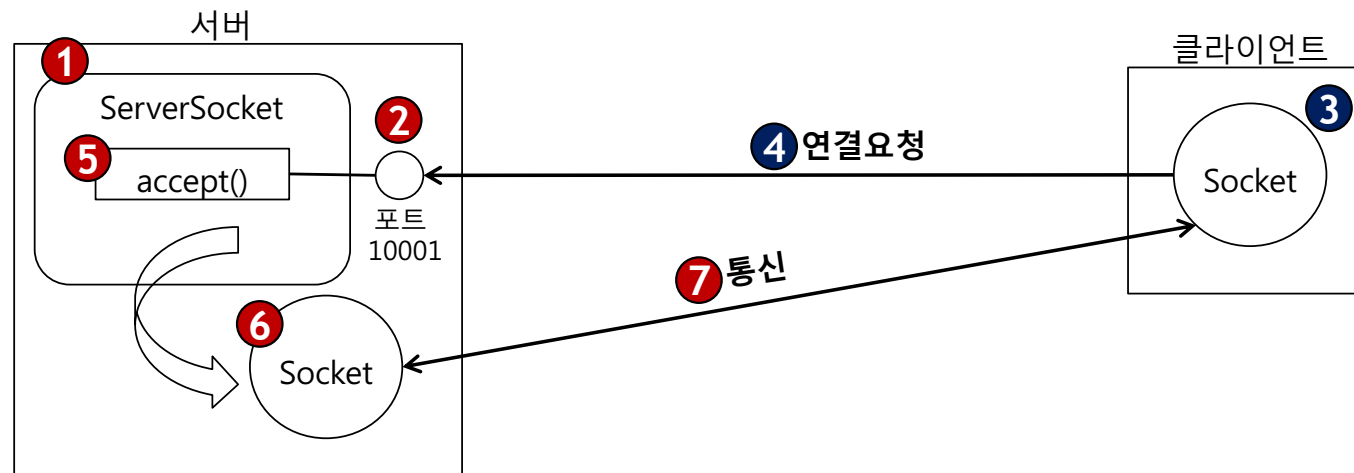 서버
클라이언트
1
ServerSocket
2
3
5
accept()
4 연결요청
Socket
포트
10001
7 통신
6
Socket